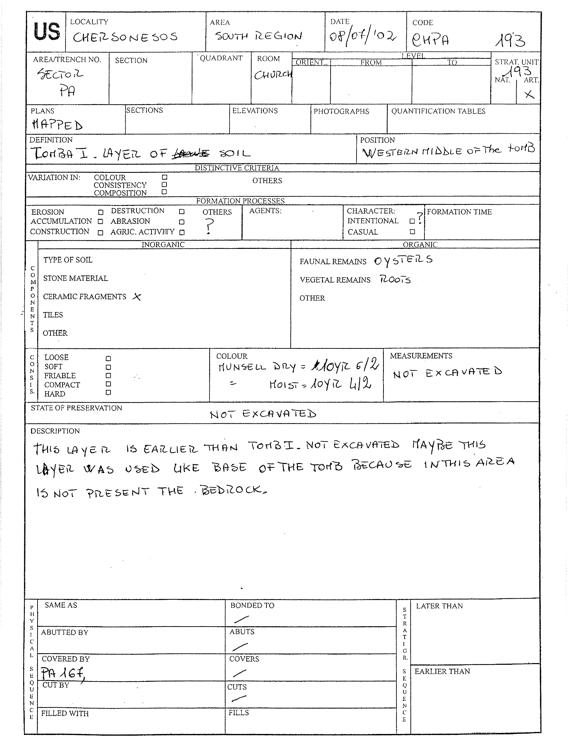 US
LOCALITY
CHERSONESOS
AREA
SOUTH REGION
DATE
CODE
CHPA 193
AREA/TRENCH NO.
SECTOR
PA
SECTION
QUADRANT
ROOM
CHURCH
LEVEL
ORIENT. FROM TO
STRAT. UNIT
193
NAT. ART.
X
PLANS
MAPPED
SECTIONS
ELEVATIONS
PHOTOGRAPHS
QUANTIFICATION TABLES
DEFINITION
TOMBA I. LAYER OF SOIL
POSITION
WESTERN MIDDLE OF THE TOMB
DISTINCTIVE CRITERIA
VARIATION IN: COLOUR
CONSISTENCY
COMPOSITION
OTHERS
FORMATION PROCESSES
EROSION DESTRUCTION
ACCUMULATION ABRASION
CONSTRUCTION AGRIC. ACTIVITY
OTHERS
?
AGENTS:
CHARACTER:
INTENTIONAL ?
CASUAL
FORMATION TIME
COMPONENTS
INORGANIC
TYPE OF SOIL
STONE MATERIAL
CERAMIC FRAGMENTS X
TILES
OTHER
ORGANIC
FAUNAL REMAINS OYSTERS
VEGETAL REMAINS ROOTS
OTHER
CONSIS.
LOOSE
SOFT
FRIABLE
COMPACT
HARD
COLOUR
MUNSELL DRY = 10YR 6/2
= MOIST = 10YR 4/2
MEASUREMENTS
NOT EXCAVATED
STATE OF PRESERVATION
NOT EXCAVATED
DESCRIPTION
THIS LAYER IS EARLIER THAN TOMB I. NOT EXCAVATED MAYBE THIS
LAYER WAS USED LIKE BASE OF THE TOMB BECAUSE IN THIS AREA
IS NOT PRESENT THE BEDROCK.
PHYSICAL SEQUENCE
SAME AS
ABUTTED BY
COVERED BY
PA 167,
CUT BY
FILLED WITH
BONDED TO
/
ABUTS
/
COVERS
/
CUTS
/
FILLS
STRATIGR. SEQUENCE
LATER THAN
EARLIER THAN